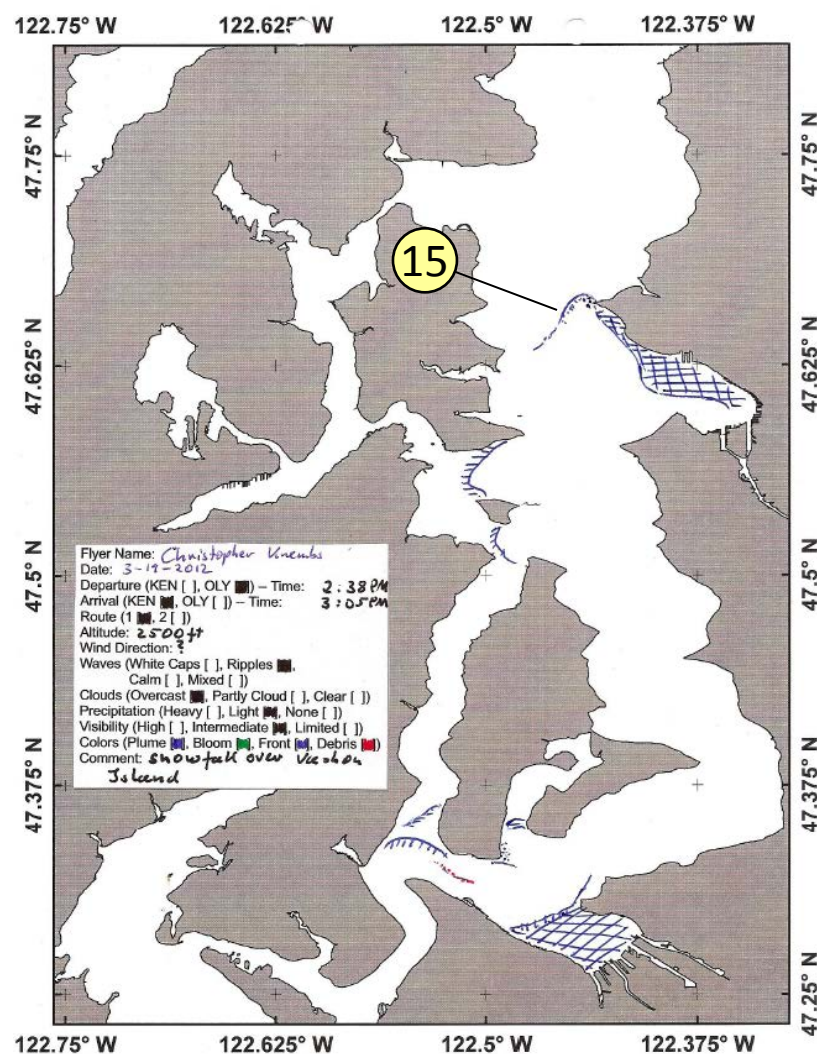 122.75° W 122.625° W 122.5° W 122.375° W
47.75° N 47.75° N
15
47.625° N 47.625° N
47.5° N 47.5° N
Flyer Name: Christopher Krembs
Date: 3-19-2012
Departure (KEN [ ], OLY [■]) – Time: 2:38 PM
Arrival (KEN [■], OLY [ ]) – Time: 3:05 PM
Route (1 [■], 2 [ ])
Altitude: 2500ft
Wind Direction: ?
Waves (White Caps [ ], Ripples [■],
Calm [ ], Mixed [ ])
Clouds (Overcast [■], Partly Cloud [ ], Clear [ ])
Precipitation (Heavy [ ], Light [■], None [ ])
Visibility (High [ ], Intermediate [■], Limited [ ])
Colors (Plume [■], Bloom [■], Front [■], Debris [■])
Comment: snowfall over Vashon
Island
47.375° N 47.375° N
47.25° N 47.25° N
122.75° W 122.625° W 122.5° W 122.375° W